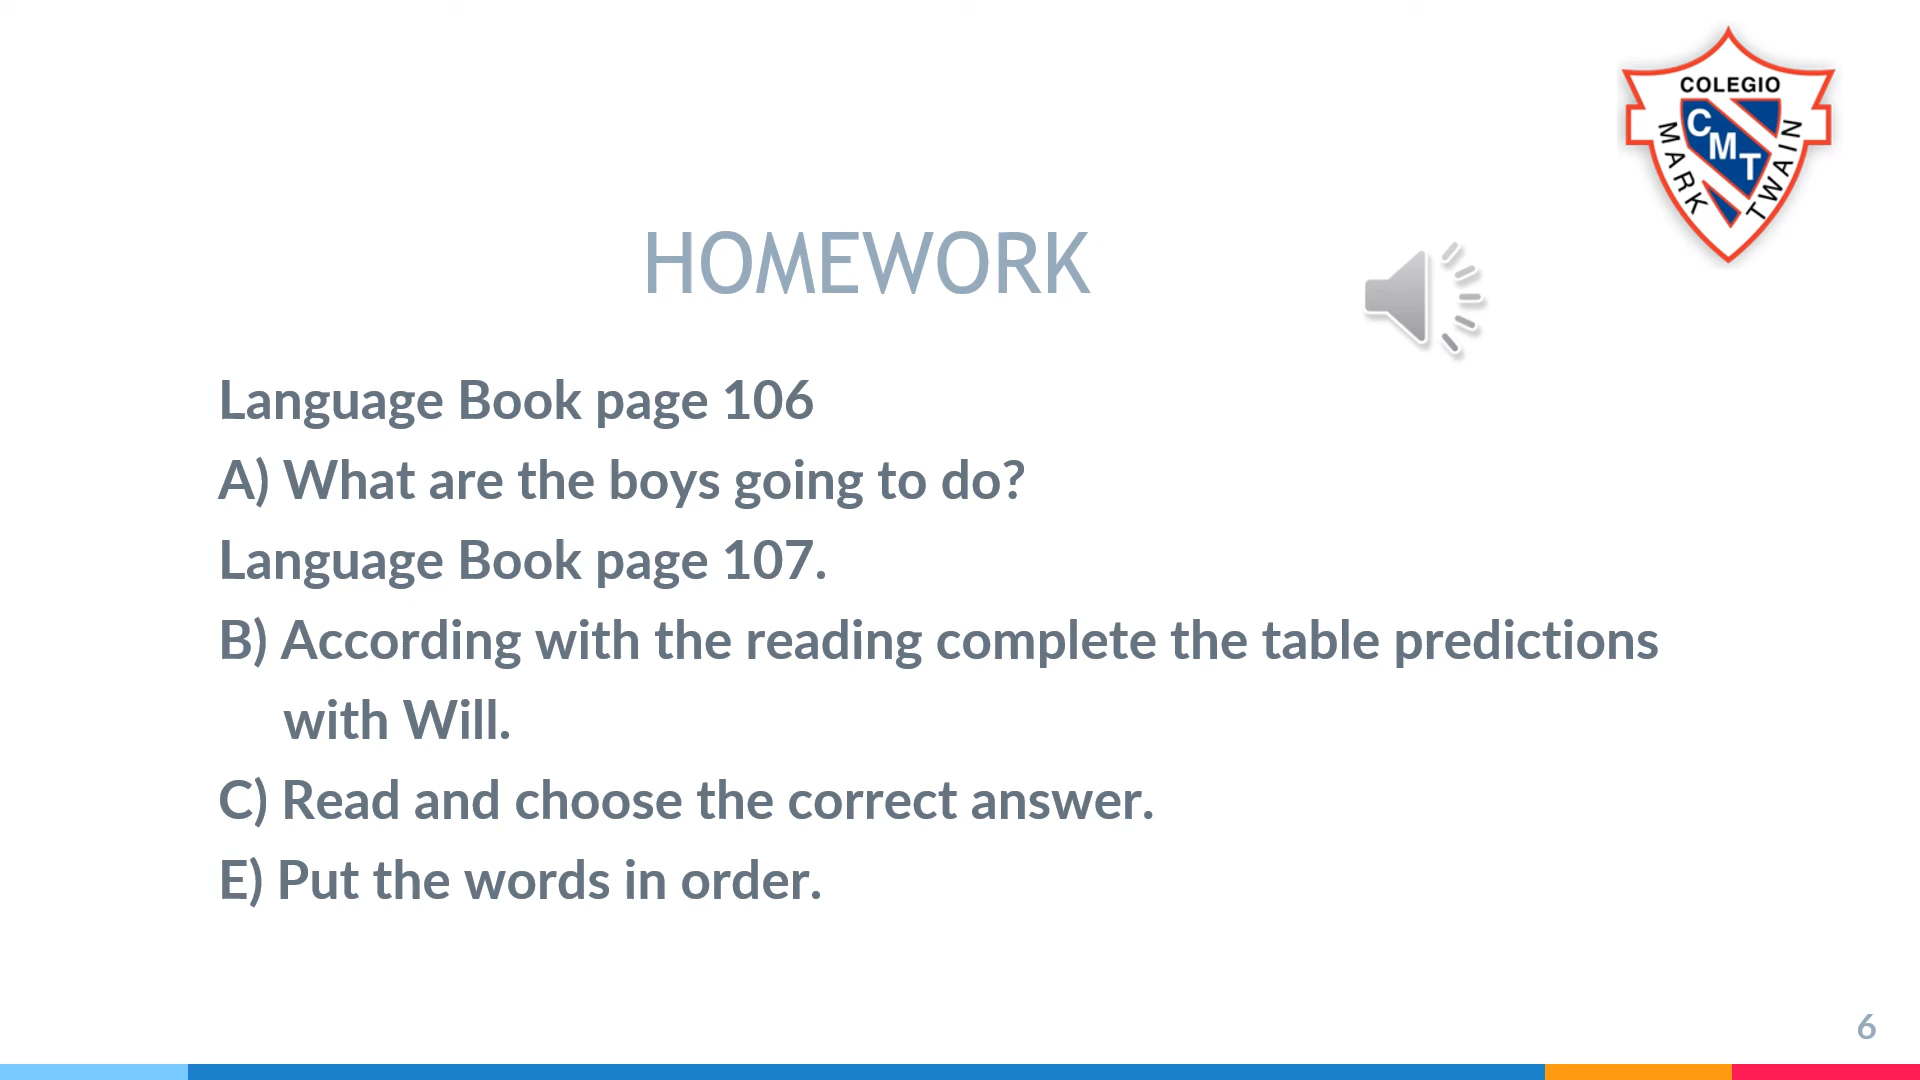 COLEGIO
MARK TWAIN
CMT
HOMEWORK
Language Book page 106
A) What are the boys going to do?
Language Book page 107.
B) According with the reading complete the table predictions
with Will.
C) Read and choose the correct answer.
E) Put the words in order.
6